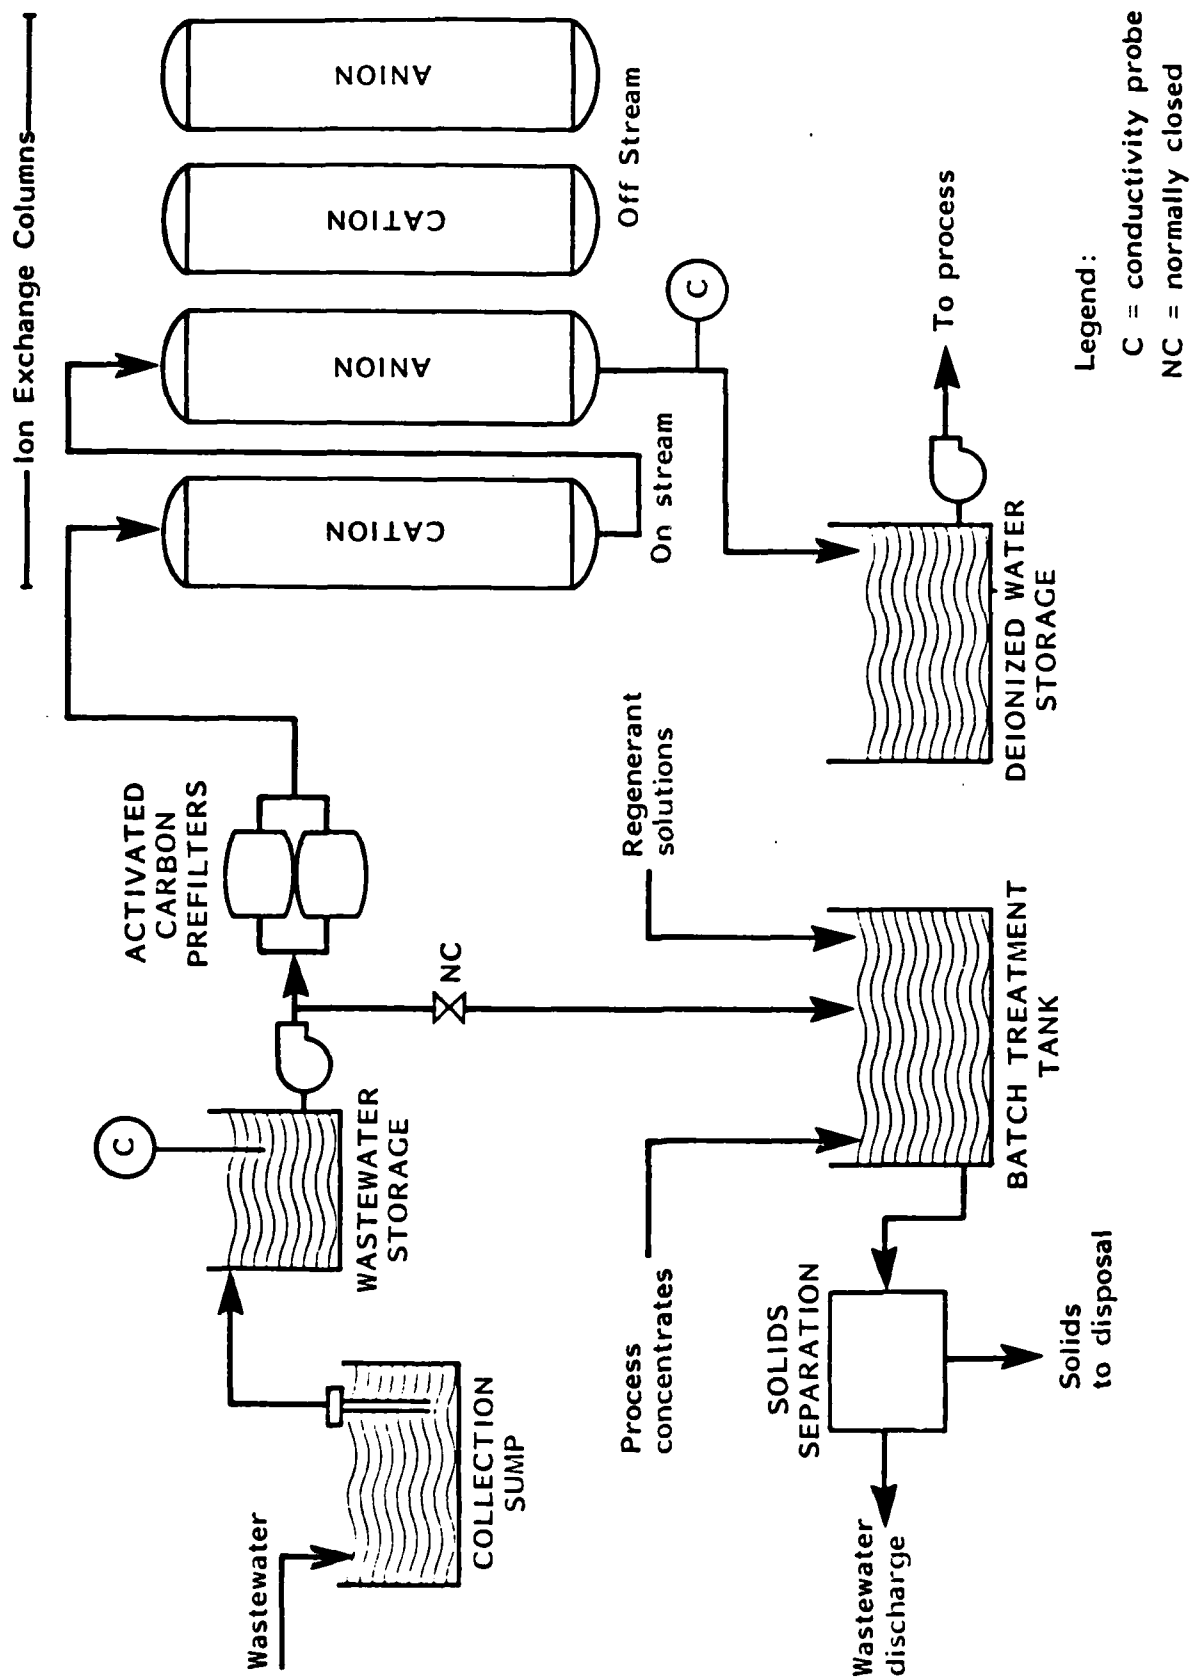 Ion Exchange Columns
CATION
ANION
CATION
ANION
On stream
Off Stream
C
ACTIVATED
CARBON
PREFILTERS
C
NC
WASTEWATER
STORAGE
Wastewater
COLLECTION
SUMP
Process
concentrates
Regenerant
solutions
To process
SOLIDS
SEPARATION
BATCH TREATMENT
TANK
DEIONIZED WATER
STORAGE
Wastewater
discharge
Solids
to disposal
Legend:
C = conductivity probe
NC = normally closed